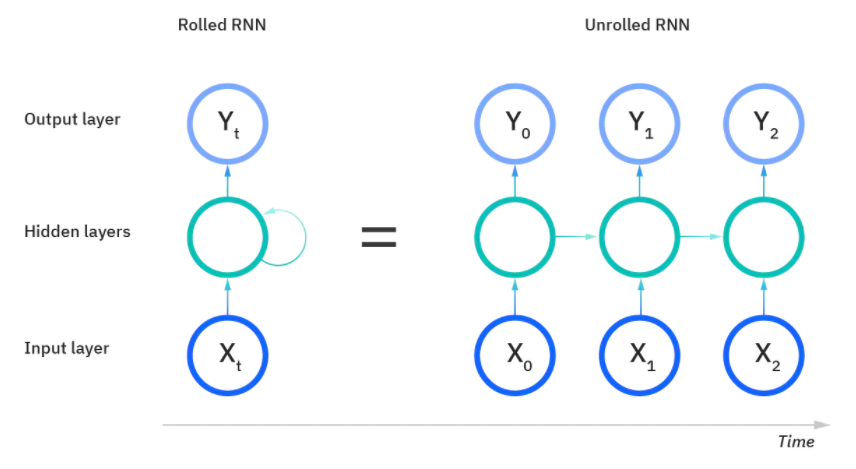 Rolled RNN
Unrolled RNN
Output layer
Yt
Y0
Y1
Y2
Hidden layers
=
Input layer
Xt
X0
X1
X2
Time